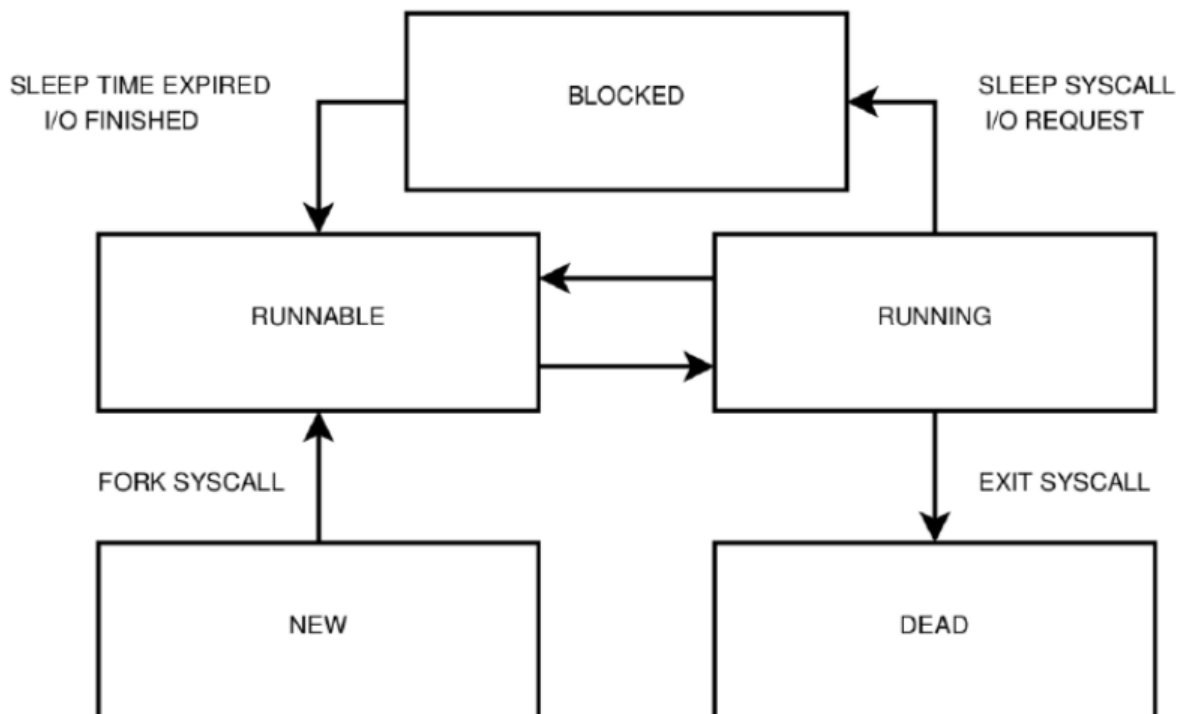 BLOCKED
SLEEP TIME EXPIRED
I/O FINISHED
SLEEP SYSCALL
I/O REQUEST
RUNNABLE
RUNNING
FORK SYSCALL
EXIT SYSCALL
NEW
DEAD